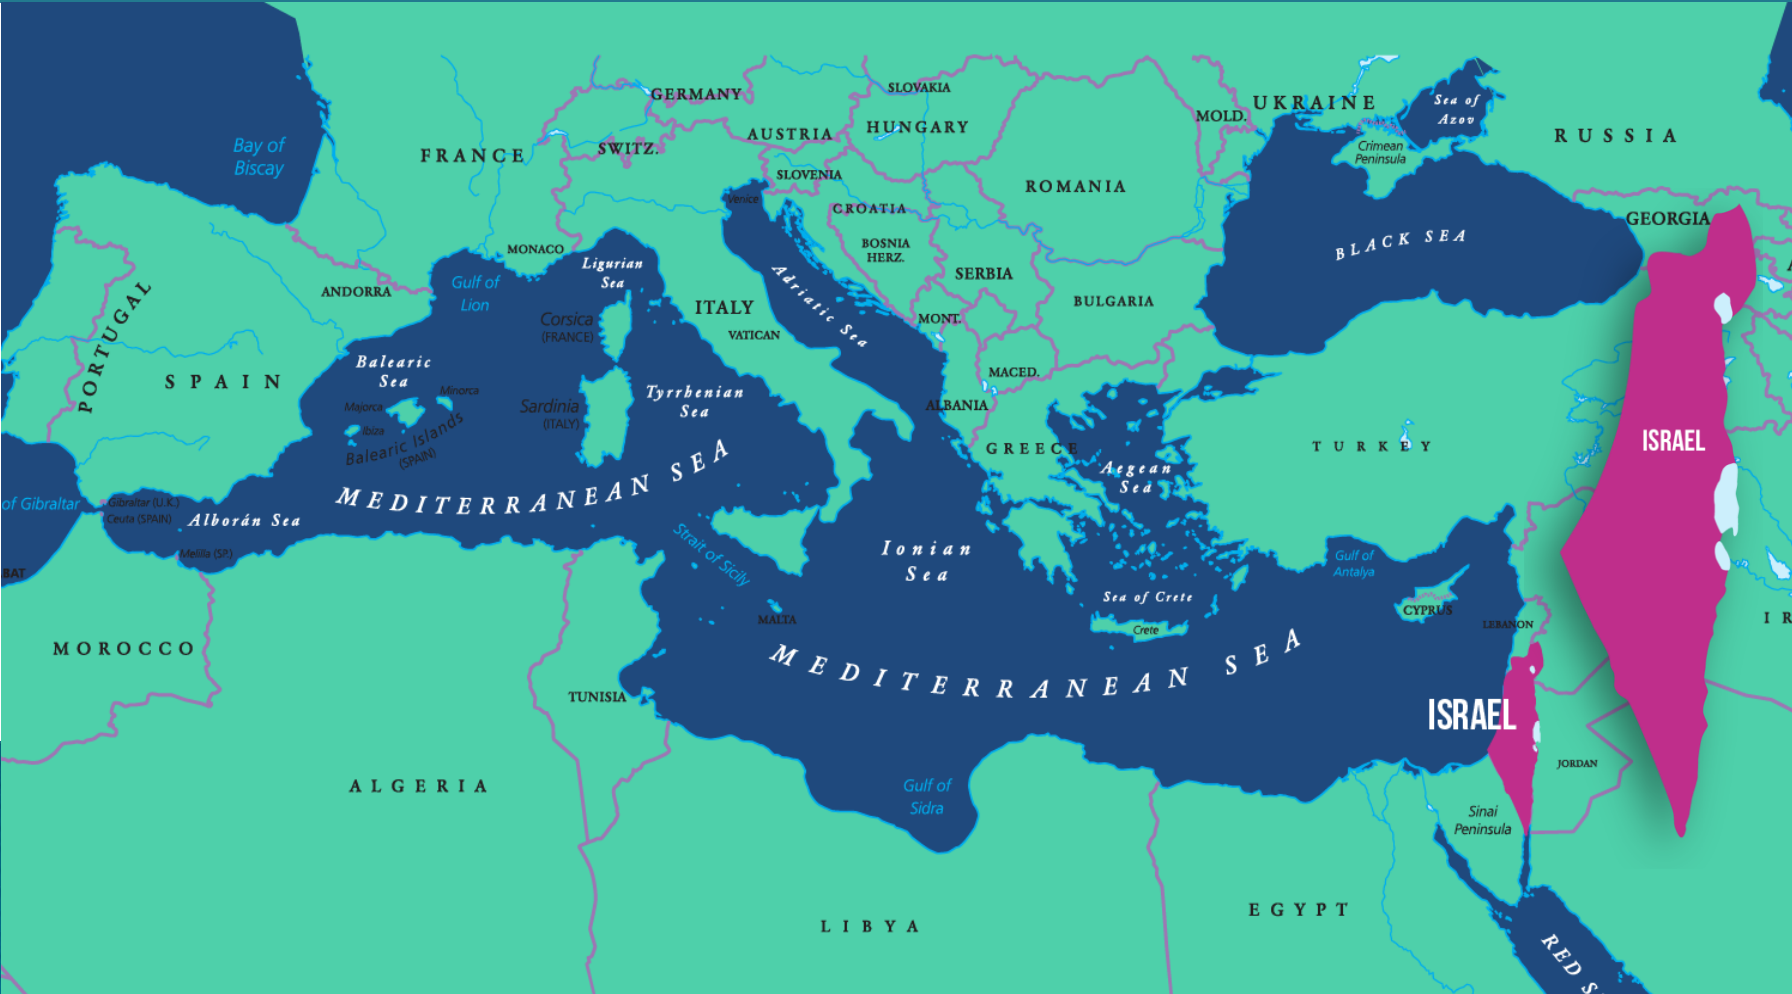 GERMANY
SLOVAKIA
UKRAINE
Sea of
Azov
MOLD.
HUNGARY
AUSTRIA
RUSSIA
Bay of
Biscay
FRANCE
SWITZ.
Crimean
Peninsula
SLOVENIA
ROMANIA
Venice
CROATIA
GEORGIA
BLACK SEA
BOSNIA
HERZ.
MONACO
Ligurian
Sea
SERBIA
ANDORRA
Gulf of
Lion
ITALY
Adriatic Sea
BULGARIA
PORTUGAL
Corsica
(FRANCE)
MONT.
VATICAN
Balearic
Sea
SPAIN
MACED.
Minorca
Majorca
Ibiza
Balearic Islands
(SPAIN)
Sardinia
(ITALY)
Tyrrhenian
Sea
ALBANIA
GREECE
TURKEY
ISRAEL
Aegean
Sea
MEDITERRANEAN SEA
of Gibraltar
Gibraltar (U.K.)
Ceuta (SPAIN)
Alborán Sea
Melilla (SP.)
Strait of Sicily
Ionian
Sea
Gulf of
Antalya
BAT
Sea of Crete
CYPRUS
MALTA
Crete
LEBANON
IR
MOROCCO
MEDITERRANEAN SEA
TUNISIA
ISRAEL
JORDAN
ALGERIA
Gulf of
Sidra
Sinai
Peninsula
LIBYA
EGYPT
RED S